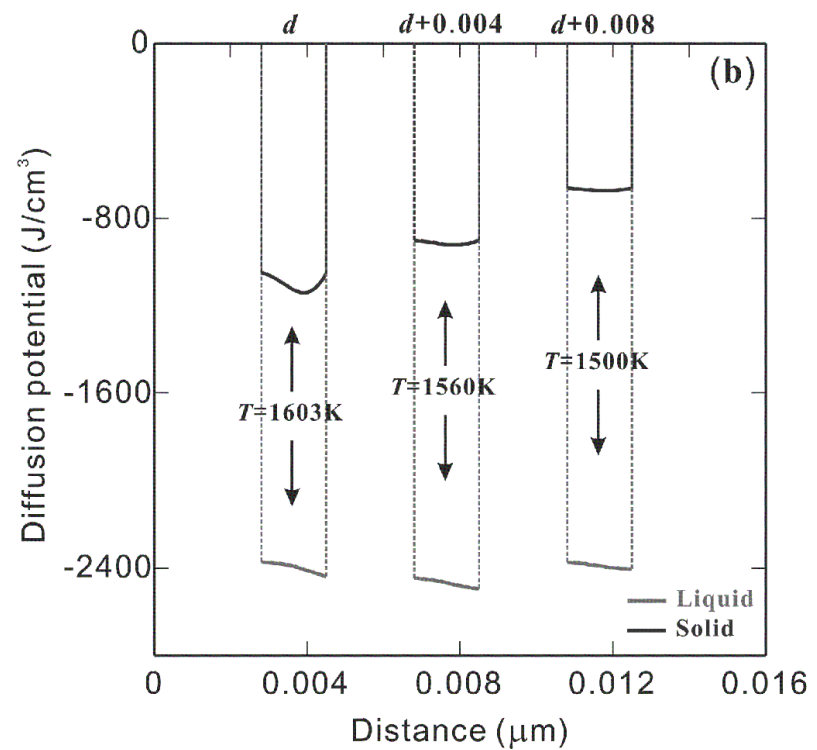 d d+0.004 d+0.008
(b)
0
-800
-1600
-2400
Diffusion potential (J/cm³)
T=1603K
T=1560K
T=1500K
Liquid
Solid
0 0.004 0.008 0.012 0.016
Distance (μm)